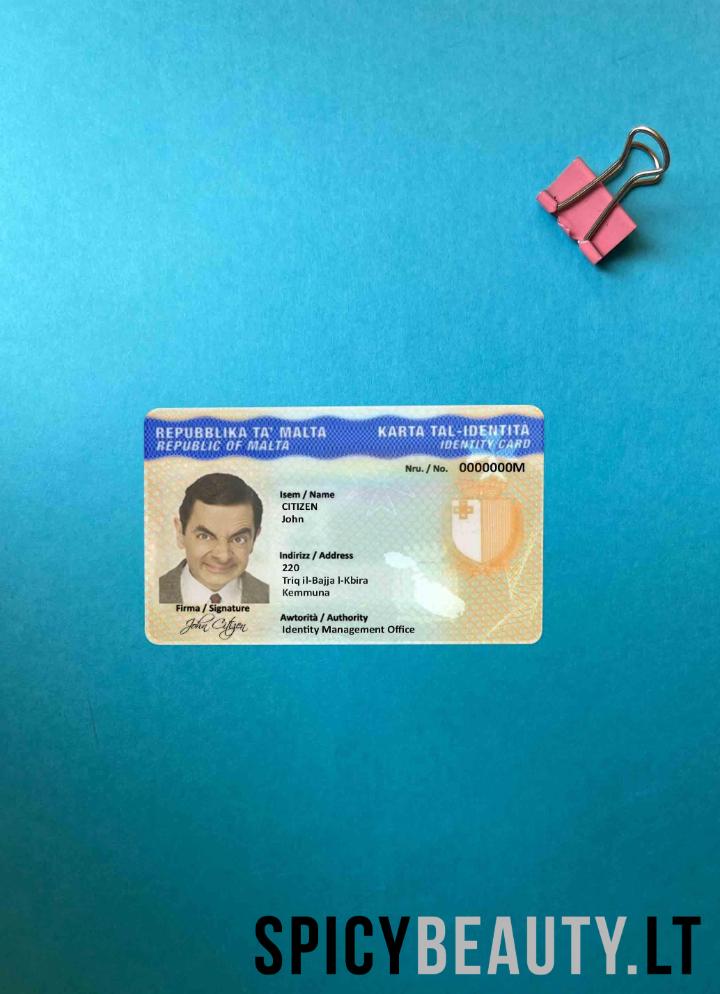 REPUBBLIKA TA' MALTA
REPUBLIC OF MALTA
KARTA TAL-IDENTITA
IDENTITY CARD
Nru. / No. 0000000M
Isem / Name
CITIZEN
John
Indirizz / Address
220
Triq il-Bajja l-Kbira
Kemmuna
Firma / Signature
John Citizen
Awtorità / Authority
Identity Management Office
SPICYBEAUTY.LT